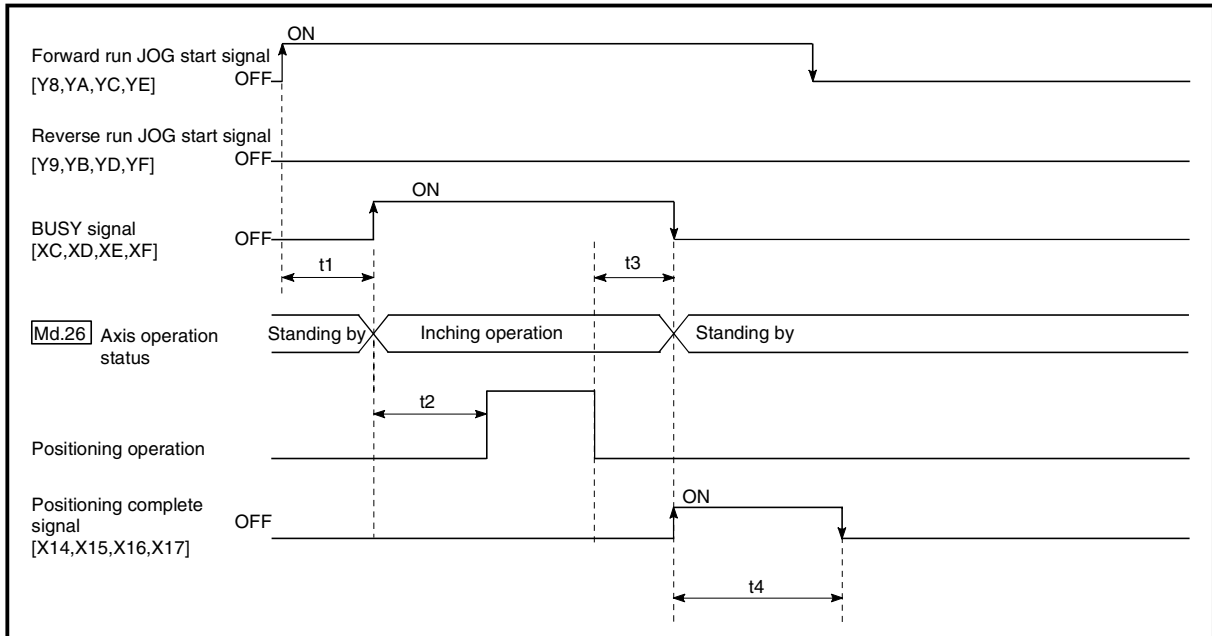 ON
Forward run JOG start signal
[Y8,YA,YC,YE]
OFF
Reverse run JOG start signal
[Y9,YB,YD,YF]
OFF
ON
BUSY signal
[XC,XD,XE,XF]
OFF
t1
t3
Md.26 Axis operation
status
Standing by
Inching operation
Standing by
t2
Positioning operation
Positioning complete
signal
[X14,X15,X16,X17]
OFF
ON
t4